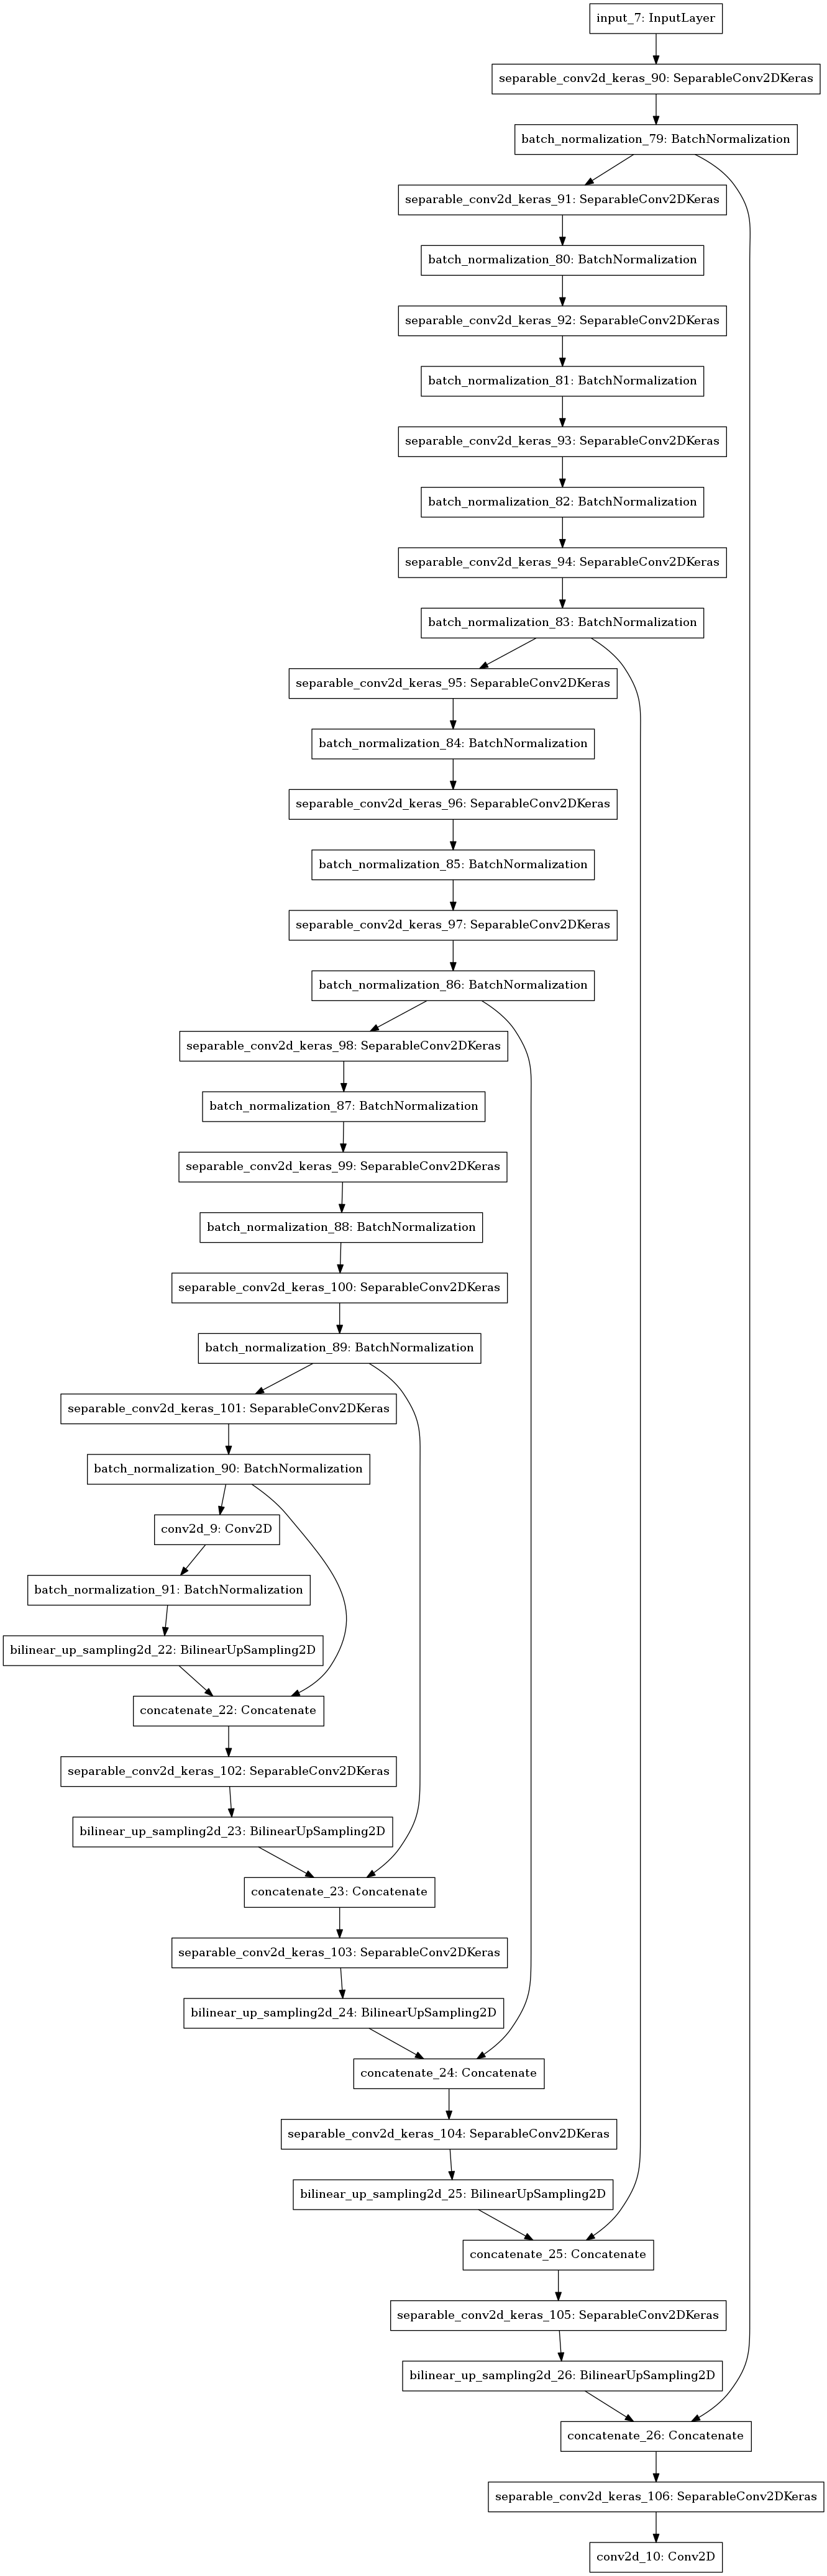 input_7: InputLayer
separable_conv2d_keras_90: SeparableConv2DKeras
batch_normalization_79: BatchNormalization
separable_conv2d_keras_91: SeparableConv2DKeras
batch_normalization_80: BatchNormalization
separable_conv2d_keras_92: SeparableConv2DKeras
batch_normalization_81: BatchNormalization
separable_conv2d_keras_93: SeparableConv2DKeras
batch_normalization_82: BatchNormalization
separable_conv2d_keras_94: SeparableConv2DKeras
batch_normalization_83: BatchNormalization
separable_conv2d_keras_95: SeparableConv2DKeras
batch_normalization_84: BatchNormalization
separable_conv2d_keras_96: SeparableConv2DKeras
batch_normalization_85: BatchNormalization
separable_conv2d_keras_97: SeparableConv2DKeras
batch_normalization_86: BatchNormalization
separable_conv2d_keras_98: SeparableConv2DKeras
batch_normalization_87: BatchNormalization
separable_conv2d_keras_99: SeparableConv2DKeras
batch_normalization_88: BatchNormalization
separable_conv2d_keras_100: SeparableConv2DKeras
batch_normalization_89: BatchNormalization
separable_conv2d_keras_101: SeparableConv2DKeras
batch_normalization_90: BatchNormalization
conv2d_9: Conv2D
batch_normalization_91: BatchNormalization
bilinear_up_sampling2d_22: BilinearUpSampling2D
concatenate_22: Concatenate
separable_conv2d_keras_102: SeparableConv2DKeras
bilinear_up_sampling2d_23: BilinearUpSampling2D
concatenate_23: Concatenate
separable_conv2d_keras_103: SeparableConv2DKeras
bilinear_up_sampling2d_24: BilinearUpSampling2D
concatenate_24: Concatenate
separable_conv2d_keras_104: SeparableConv2DKeras
bilinear_up_sampling2d_25: BilinearUpSampling2D
concatenate_25: Concatenate
separable_conv2d_keras_105: SeparableConv2DKeras
bilinear_up_sampling2d_26: BilinearUpSampling2D
concatenate_26: Concatenate
separable_conv2d_keras_106: SeparableConv2DKeras
conv2d_10: Conv2D